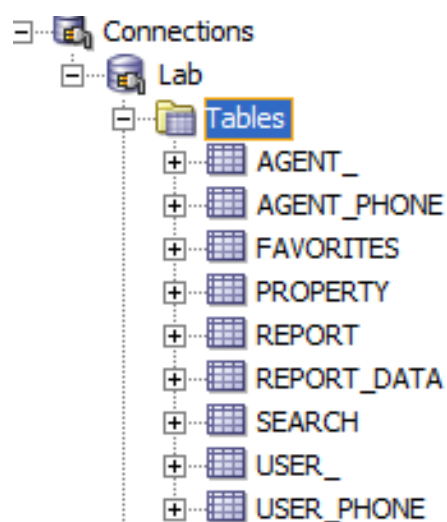 Connections
Lab
Tables
AGENT_
AGENT_PHONE
FAVORITES
PROPERTY
REPORT
REPORT_DATA
SEARCH
USER_
USER_PHONE